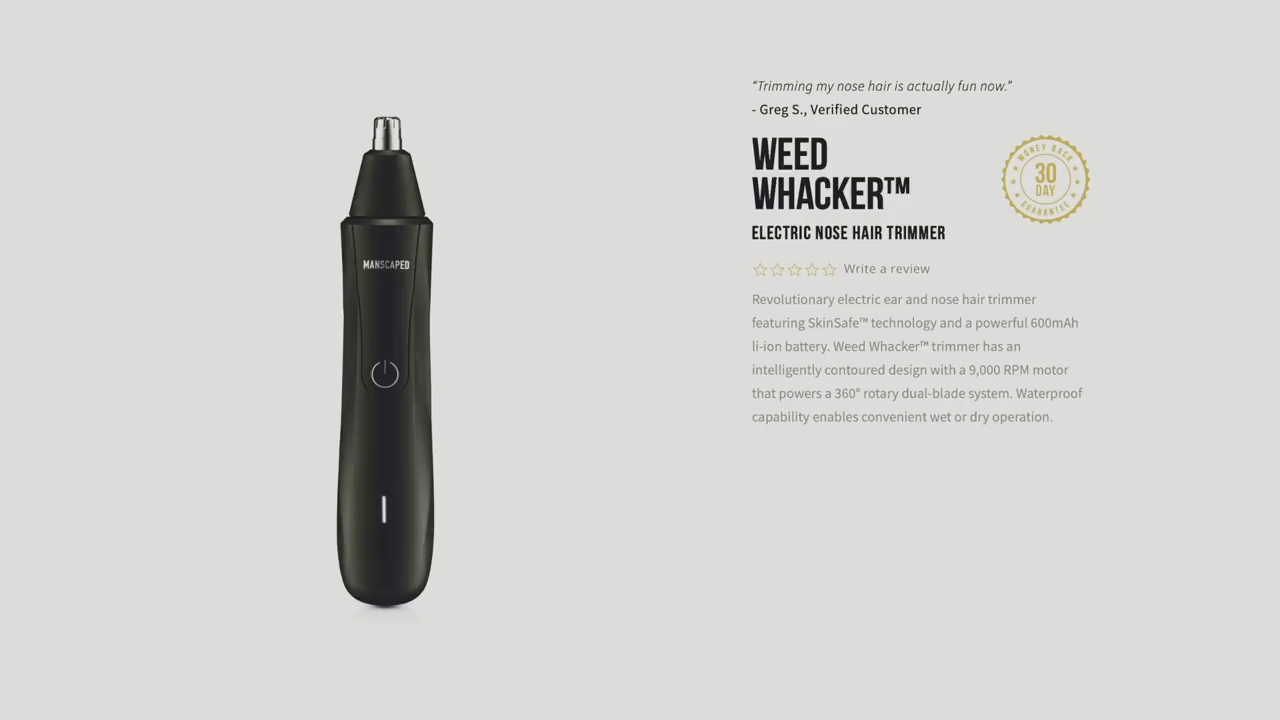 “Trimming my nose hair is actually fun now.”
- Greg S., Verified Customer
WEED
WHACKER™
MONEY BACK
30
DAY
GUARANTEE
ELECTRIC NOSE HAIR TRIMMER
MANSCAPED
Write a review
Revolutionary electric ear and nose hair trimmer
featuring SkinSafe™ technology and a powerful 600mAh
li-ion battery. Weed Whacker™ trimmer has an
intelligently contoured design with a 9,000 RPM motor
that powers a 360° rotary dual-blade system. Waterproof
capability enables convenient wet or dry operation.